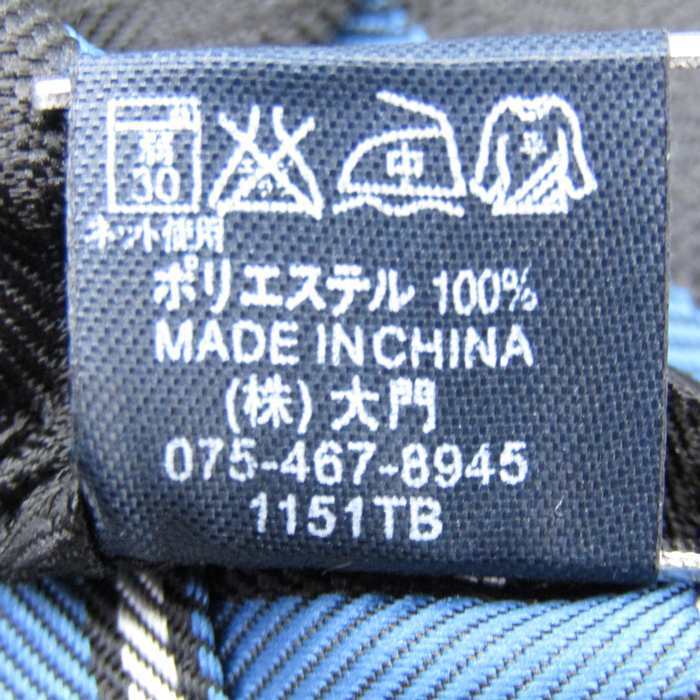 弱 30 中 平
ネット使用
ポリエステル 100%
MADE IN CHINA
(株) 大門
075-467-8945
1151TB